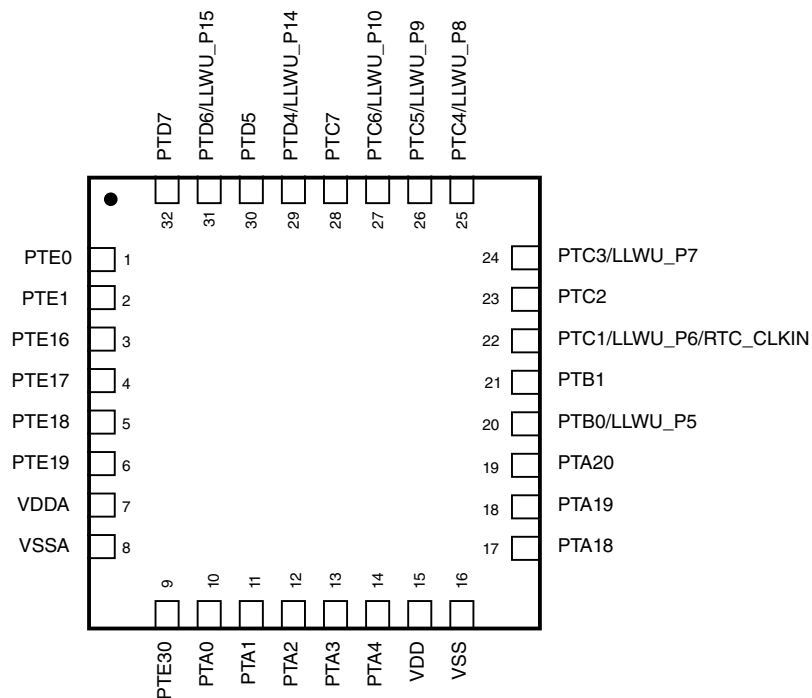 PTD7
PTD6/LLWU_P15
PTD5
PTD4/LLWU_P14
PTC7
PTC6/LLWU_P10
PTC5/LLWU_P9
PTC4/LLWU_P8
32
31
30
29
28
27
26
25
PTE0 1
PTE1 2
PTE16 3
PTE17 4
PTE18 5
PTE19 6
VDDA 7
VSSA 8
24 PTC3/LLWU_P7
23 PTC2
22 PTC1/LLWU_P6/RTC_CLKIN
21 PTB1
20 PTB0/LLWU_P5
19 PTA20
18 PTA19
17 PTA18
9
10
11
12
13
14
15
16
PTE30
PTA0
PTA1
PTA2
PTA3
PTA4
VDD
VSS